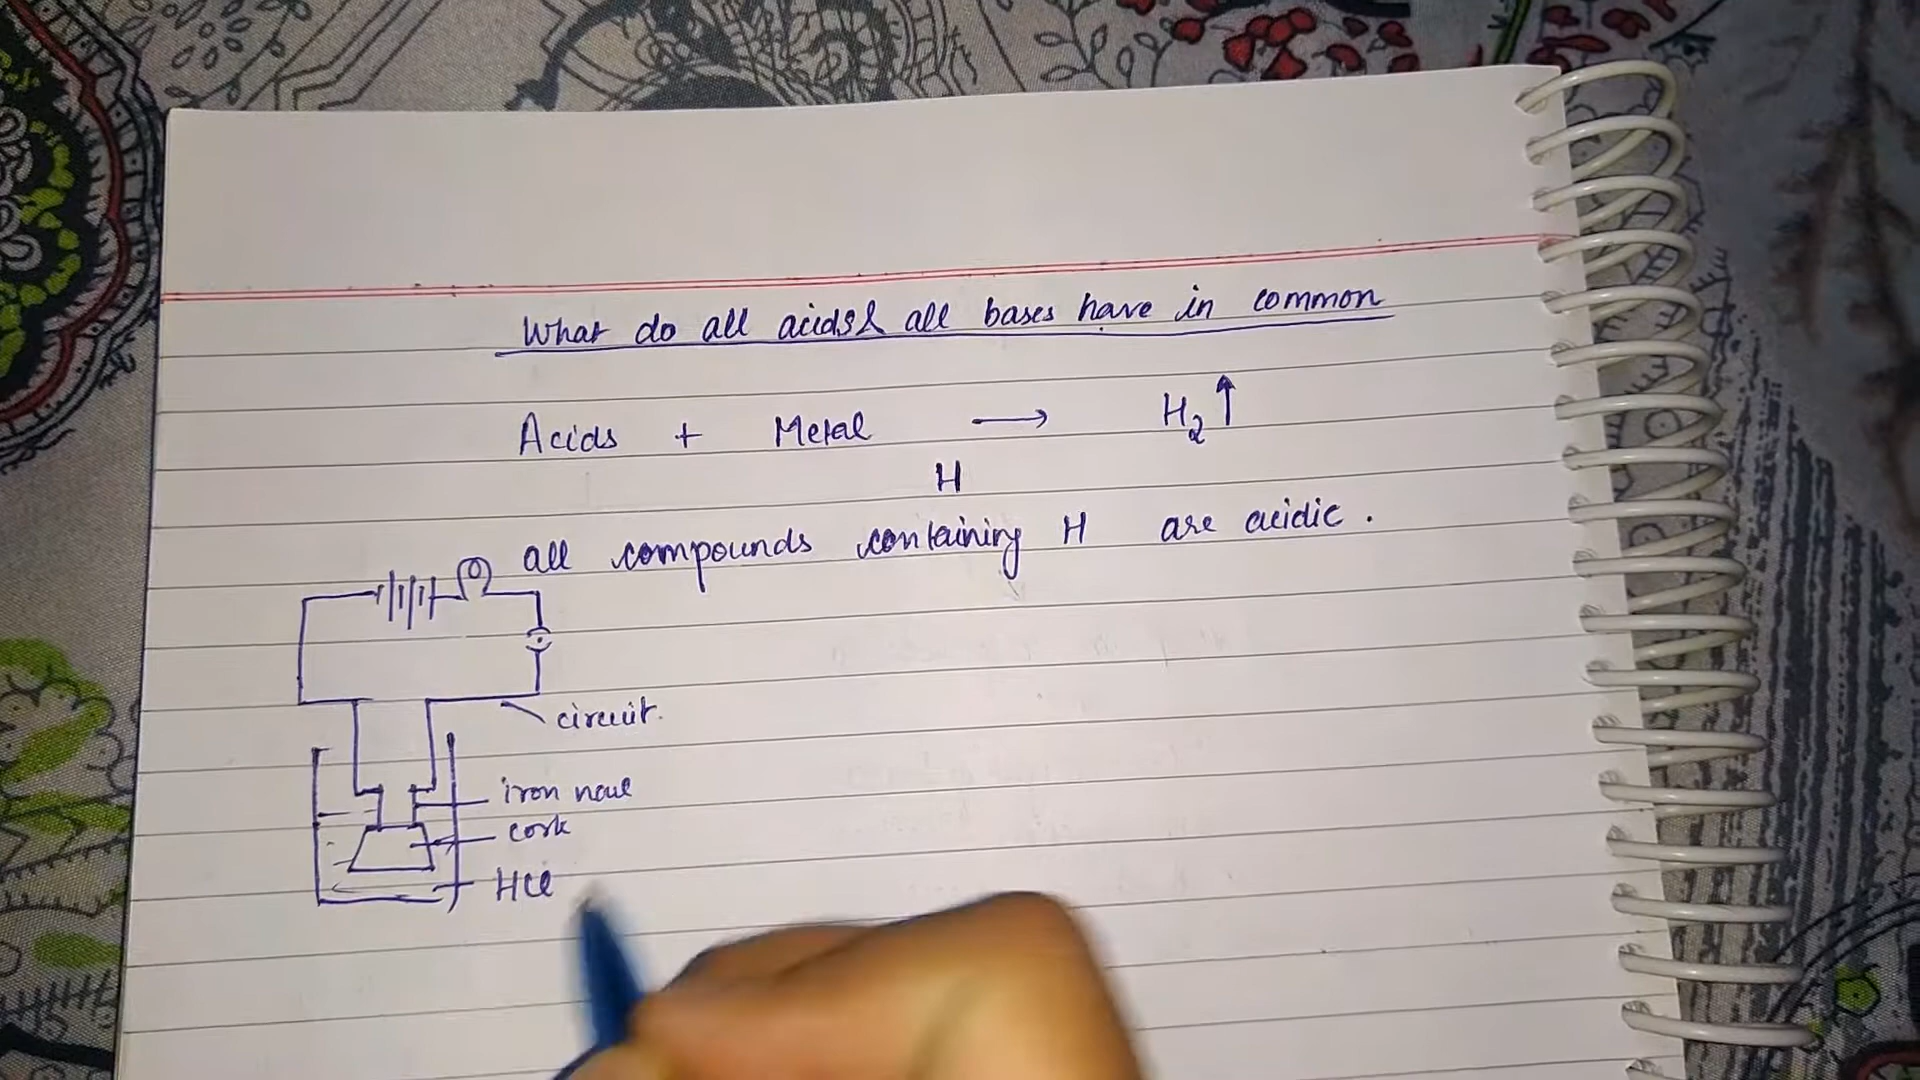 What do all acids & all bases have in common
Acids + Metal → H₂↑
H
all compounds containing H are acidic.
circuit.
iron nail
cork
HCl